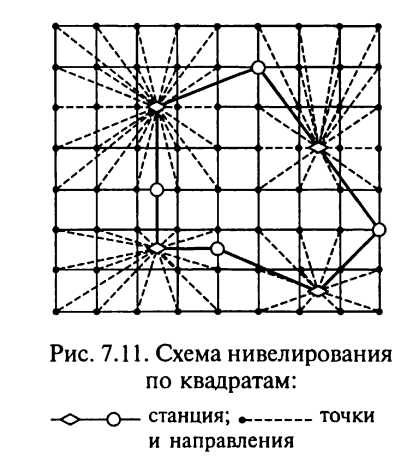 Рис. 7.11. Схема нивелирования
по квадратам:
станция; точки
и направления